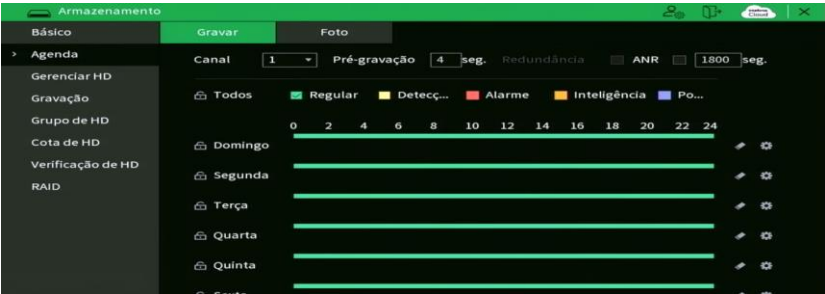 Armazenamento
Intelbras Cloud
Básico
Agenda
Gerenciar HD
Gravação
Grupo de HD
Cota de HD
Verificação de HD
RAID
Gravar Foto
Canal 1 Pré-gravação 4 seg. Redundância ANR 1800 seg.
Todos Regular Detecç... Alarme Inteligência Po...
0 2 4 6 8 10 12 14 16 18 20 22 24
Domingo
Segunda
Terça
Quarta
Quinta